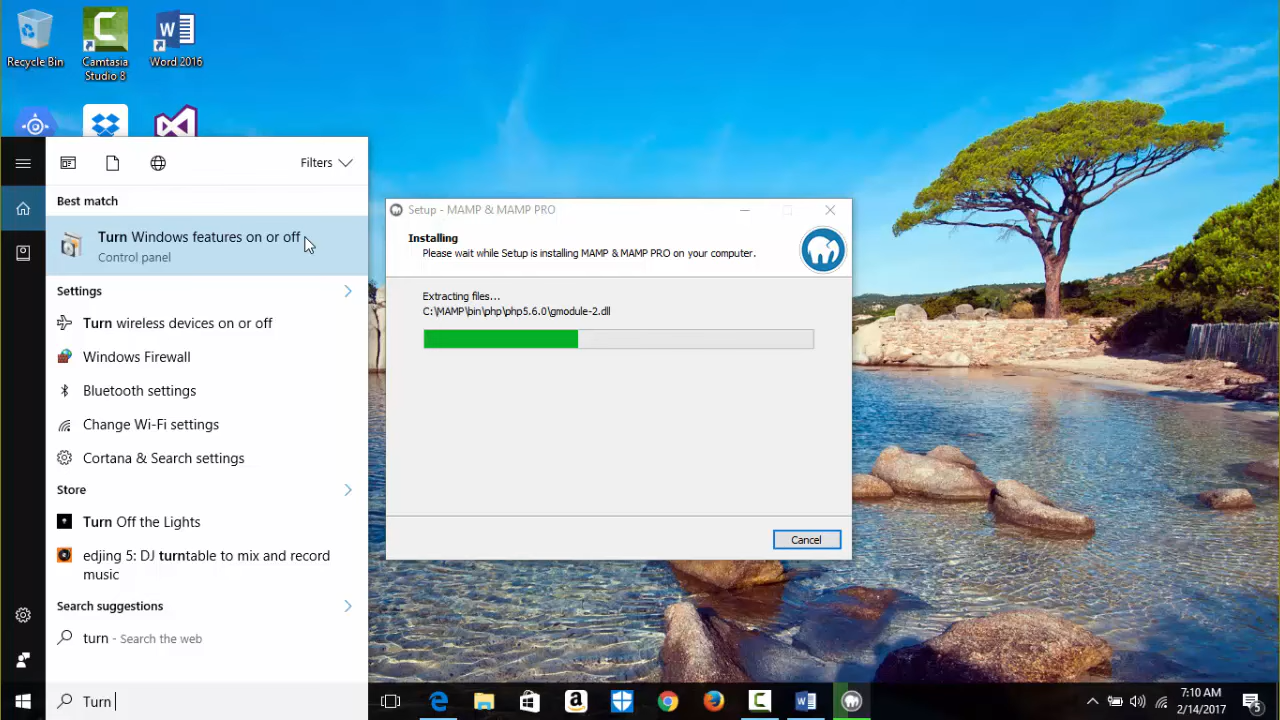 Recycle Bin
Camtasia
Studio 8
Word 2016
Filters
Best match
Turn Windows features on or off
Control panel
Settings
Turn wireless devices on or off
Windows Firewall
Bluetooth settings
Change Wi-Fi settings
Cortana & Search settings
Store
Turn Off the Lights
edjing 5: DJ turntable to mix and record
music
Search suggestions
turn - Search the web
Turn
Setup - MAMP & MAMP PRO
Installing
Please wait while Setup is installing MAMP & MAMP PRO on your computer.
Extracting files...
C:\MAMP\bin\php\php5.6.0\gmodule-2.dll
Cancel
7:10 AM
2/14/2017
5